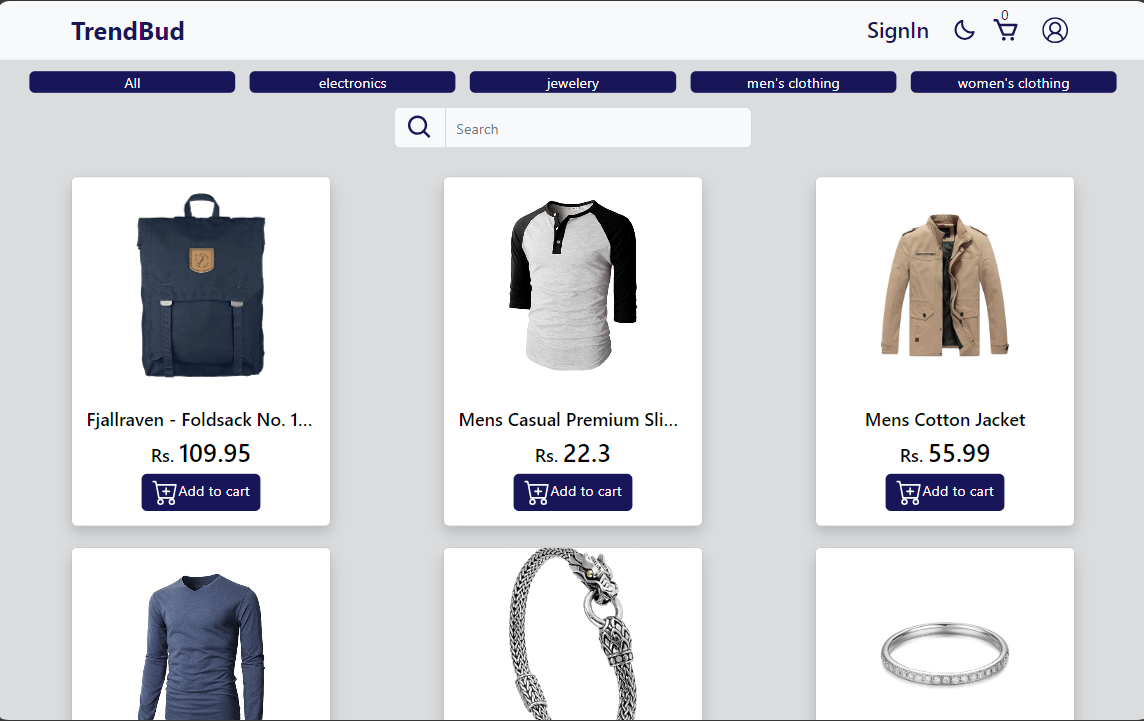 TrendBud SignIn 0
All electronics jewelery men's clothing women's clothing
Search
Fjallraven - Foldsack No. 1... Mens Casual Premium Sli... Mens Cotton Jacket
Rs. 109.95 Rs. 22.3 Rs. 55.99
Add to cart Add to cart Add to cart